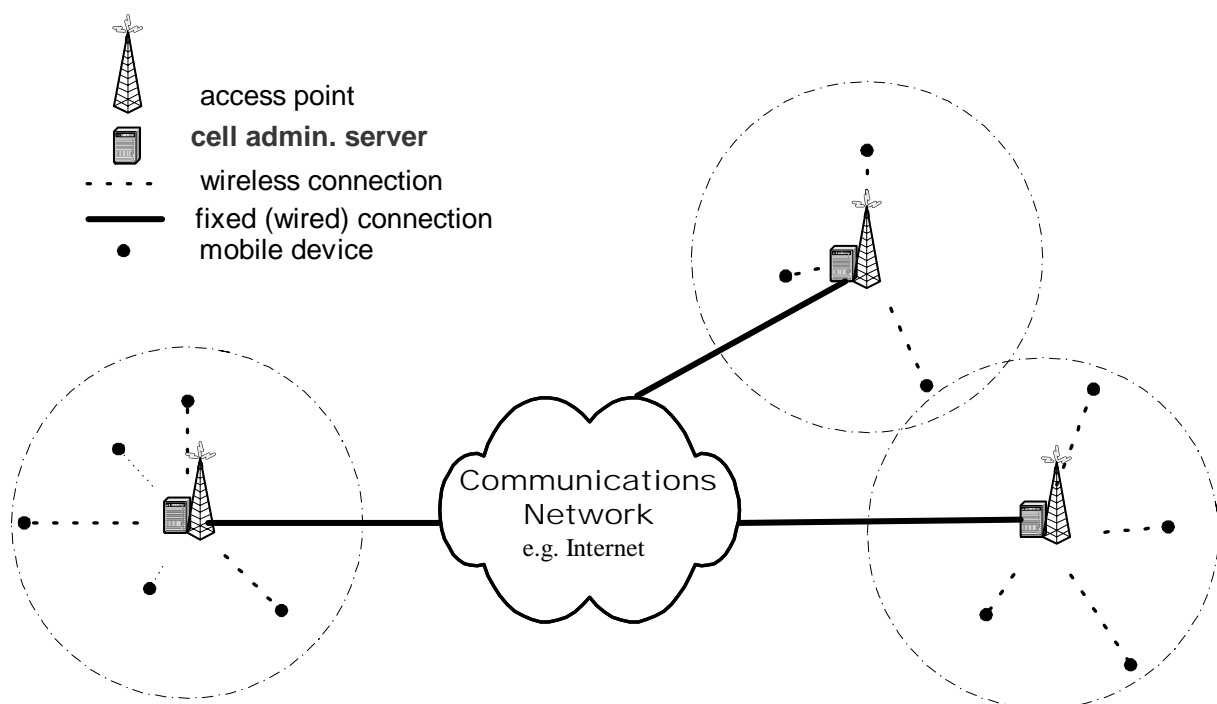 access point
cell admin. server
wireless connection
fixed (wired) connection
mobile device
Communications
Network
e.g. Internet